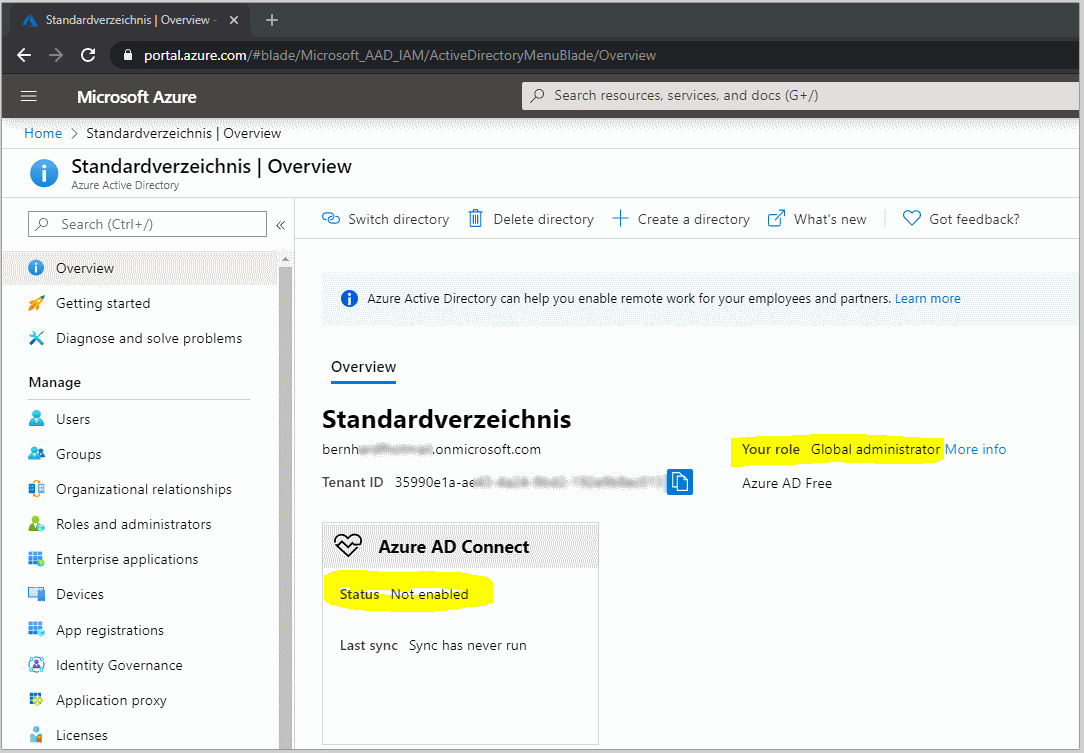 Standardverzeichnis | Overview -
portal.azure.com/#blade/Microsoft_AAD_IAM/ActiveDirectoryMenuBlade/Overview
Microsoft Azure
Search resources, services, and docs (G+/)
Home > Standardverzeichnis | Overview
Standardverzeichnis | Overview
Azure Active Directory
Search (Ctrl+/)
«
Switch directory
Delete directory
Create a directory
What's new
Got feedback?
Overview
Getting started
Diagnose and solve problems
Manage
Users
Groups
Organizational relationships
Roles and administrators
Enterprise applications
Devices
App registrations
Identity Governance
Application proxy
Licenses
Azure Active Directory can help you enable remote work for your employees and partners. Learn more
Overview
Standardverzeichnis
bernh .onmicrosoft.com
Your role Global administrator More info
Tenant ID 35990e1a-ae
Azure AD Free
Azure AD Connect
Status Not enabled
Last sync Sync has never run